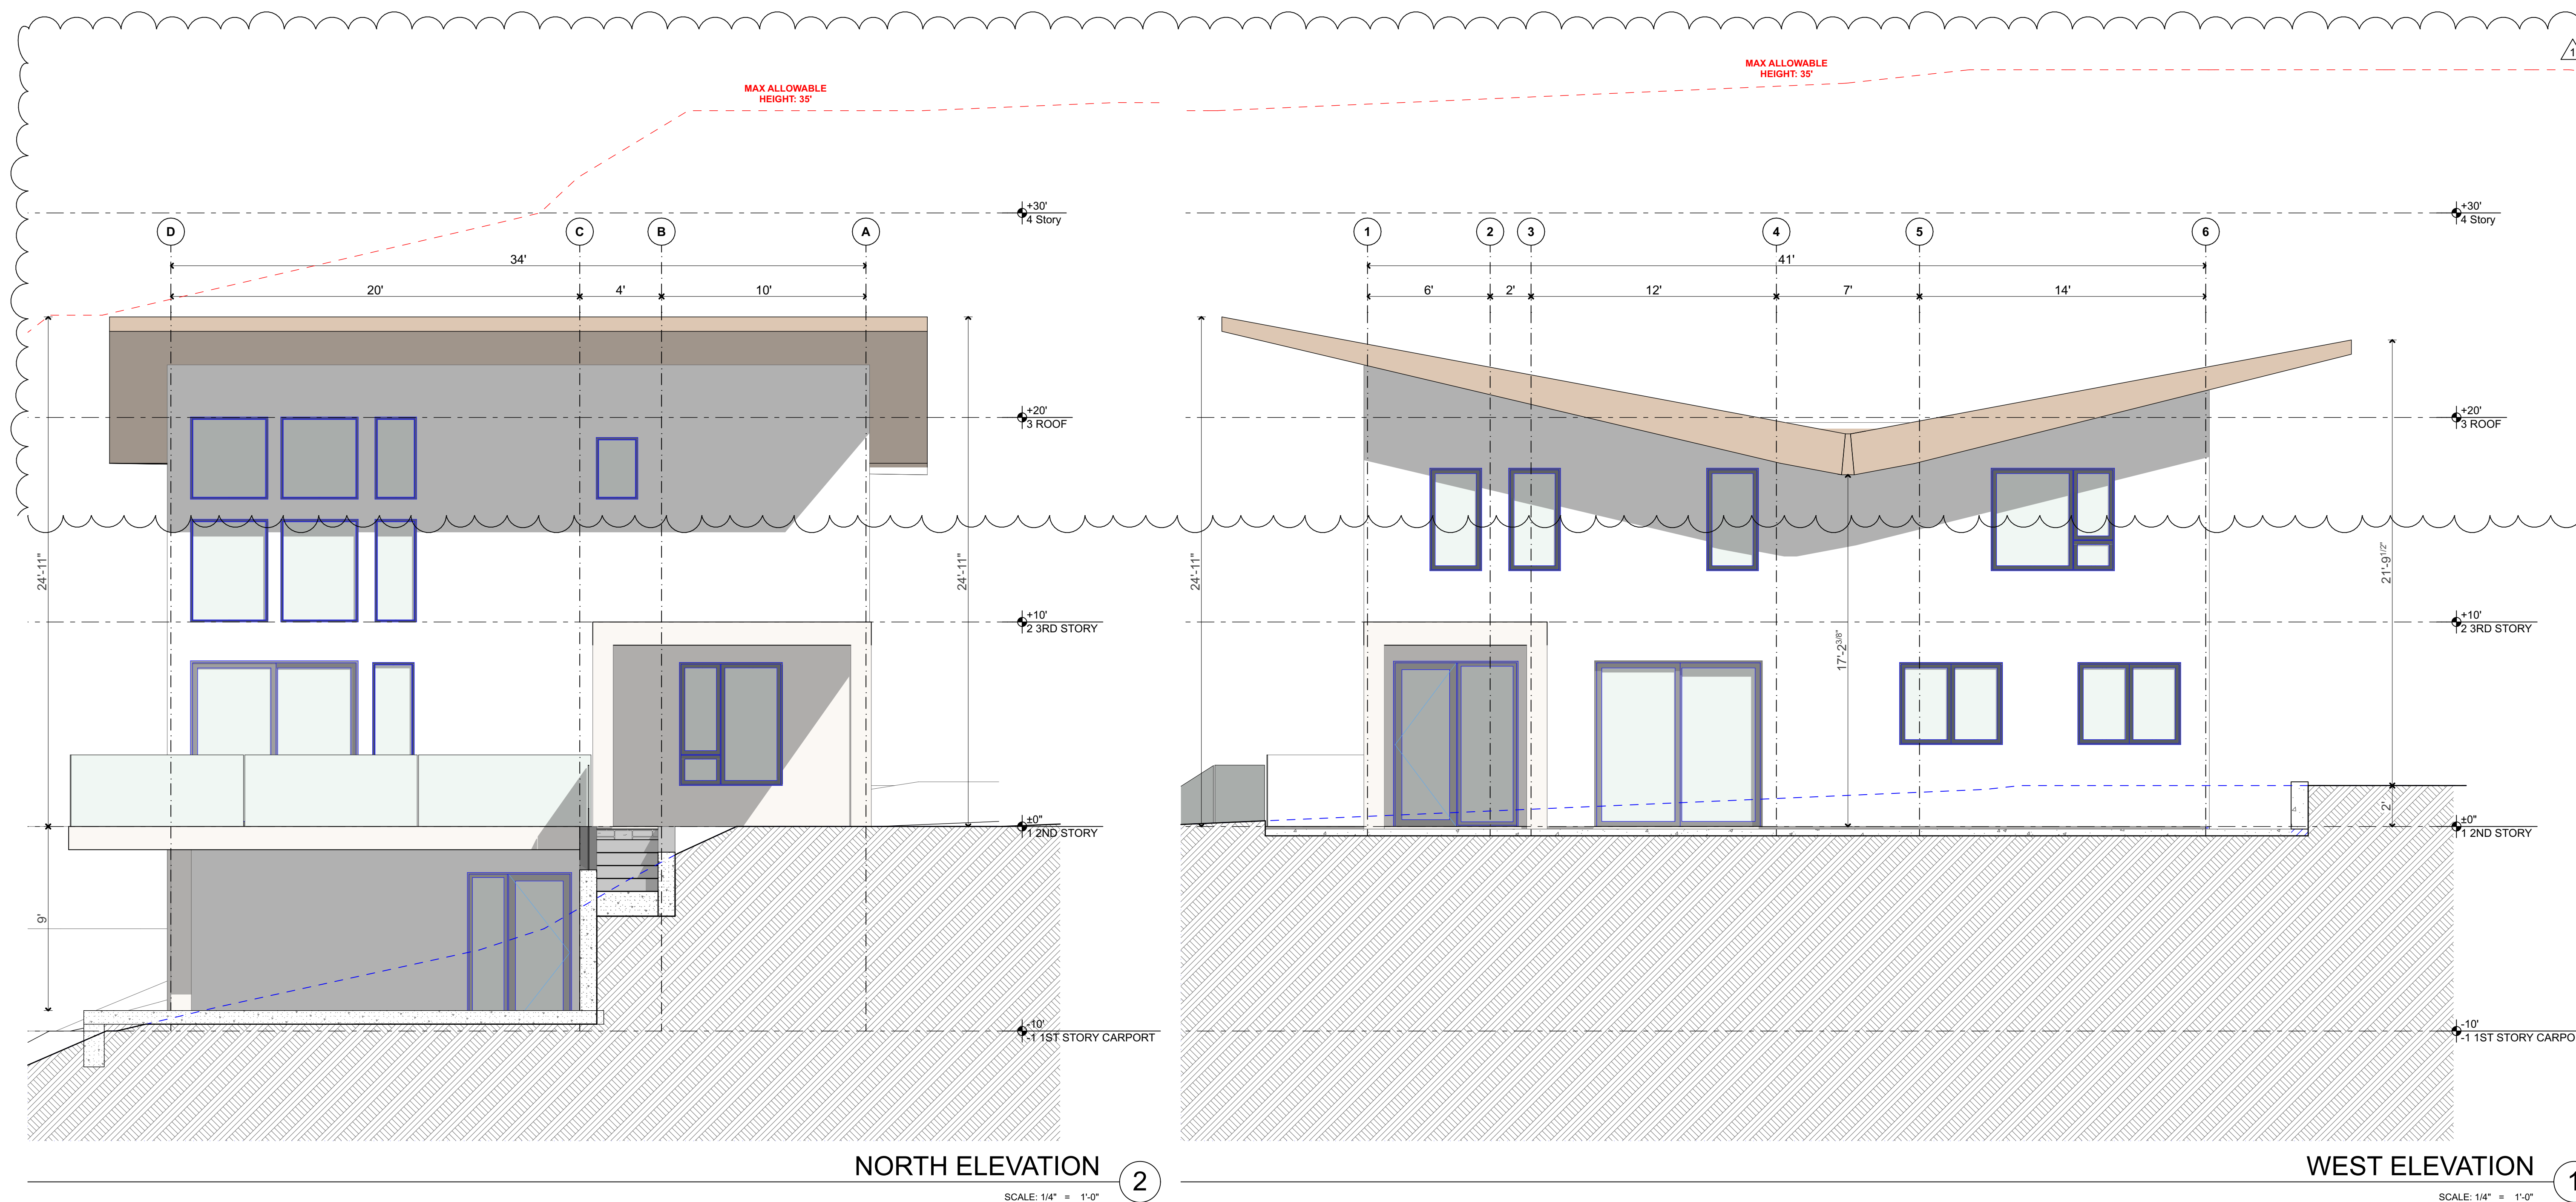 1
MAX ALLOWABLE
HEIGHT: 35'
MAX ALLOWABLE
HEIGHT: 35'
+30'
4 Story
+30'
4 Story
D
C
B
A
1
2
3
4
5
6
34'
41'
20'
4'
10'
6'
2'
12'
7'
14'
+20'
3 ROOF
+20'
3 ROOF
24'-11"
24'-11"
24'-11"
21'-9 1/2"
+10'
2 3RD STORY
+10'
2 3RD STORY
17'-2 3/8"
2'
±0"
1 2ND STORY
±0"
1 2ND STORY
9'
-10'
-1 1ST STORY CARPORT
-10'
-1 1ST STORY CARPO
NORTH ELEVATION
2
SCALE: 1/4" = 1'-0"
WEST ELEVATION
1
SCALE: 1/4" = 1'-0"